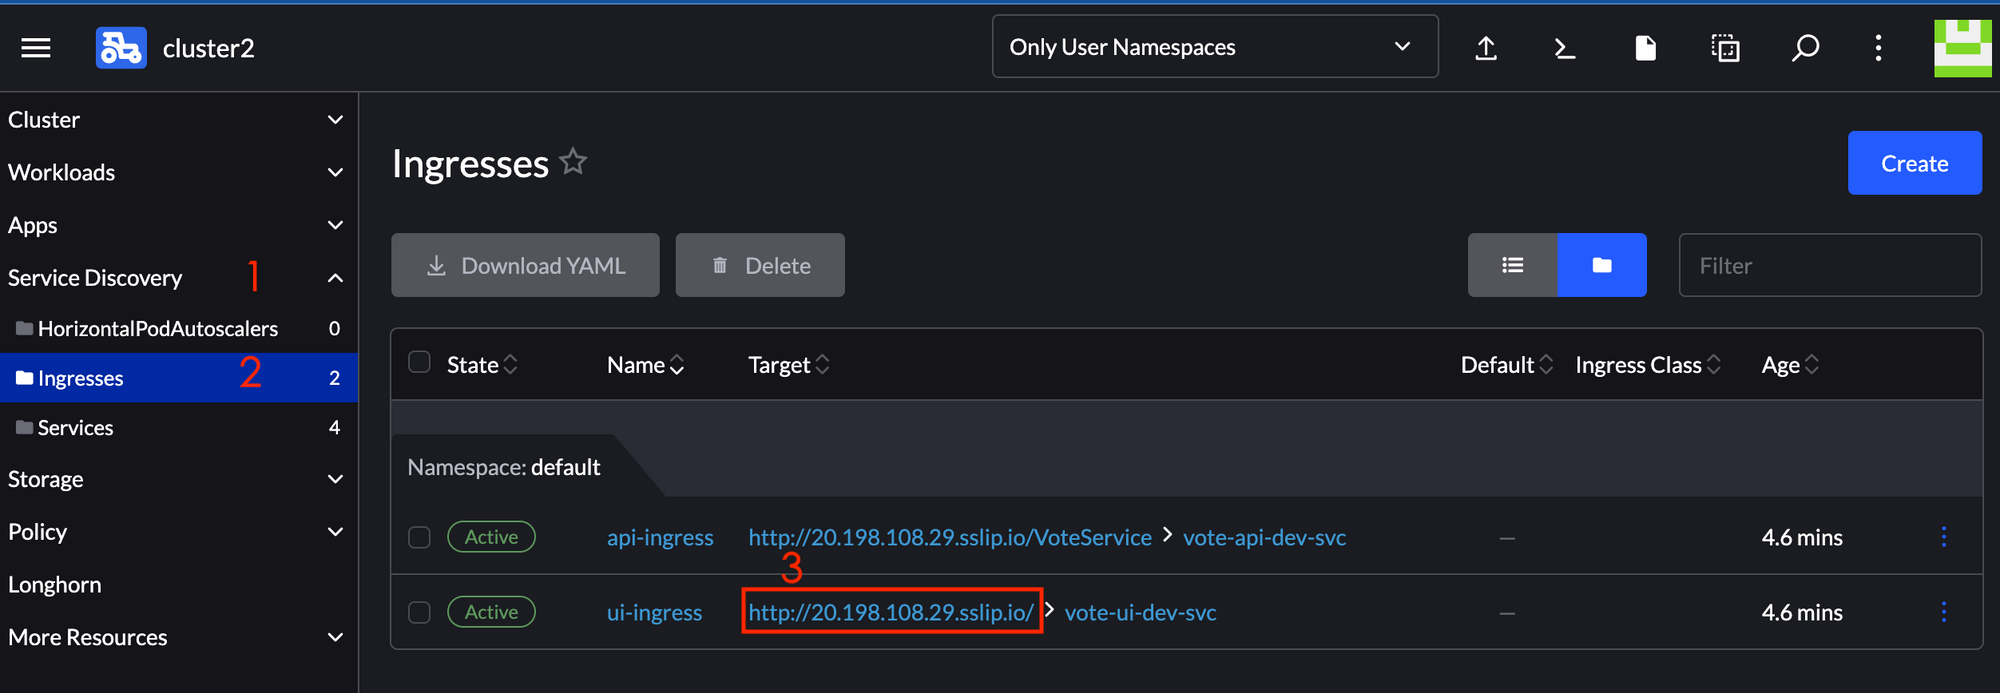 cluster2
Only User Namespaces
Cluster
Workloads
Apps
Service Discovery 1
HorizontalPodAutoscalers 0
Ingresses 2 2
Services 4
Storage
Policy
Longhorn
More Resources
Ingresses
Create
Download YAML Delete Filter
State Name Target Default Ingress Class Age
Namespace: default
Active api-ingress http://20.198.108.29.sslip.io/VoteService > vote-api-dev-svc — 4.6 mins
3
Active ui-ingress http://20.198.108.29.sslip.io/ > vote-ui-dev-svc — 4.6 mins